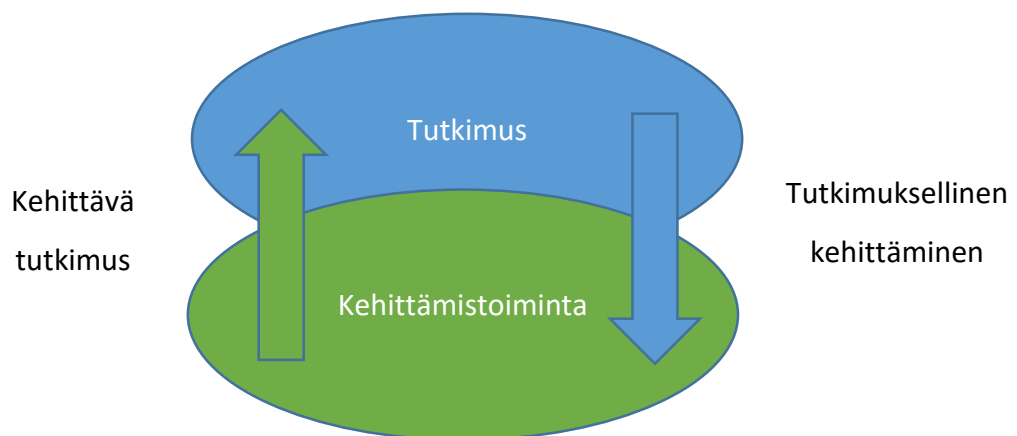 Tutkimus
Kehittävä
tutkimus
Tutkimuksellinen
kehittäminen
Kehittämistoiminta